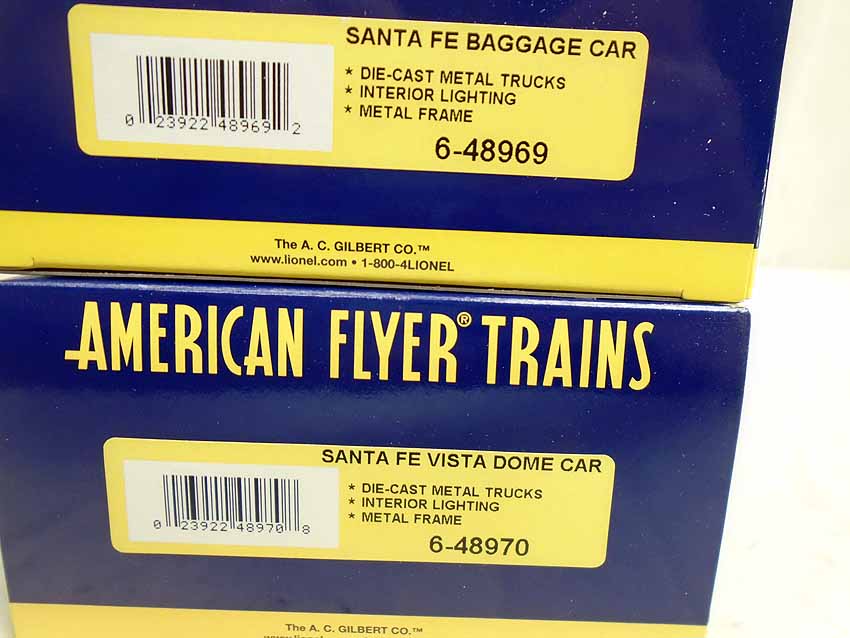 SANTA FE BAGGAGE CAR
* DIE-CAST METAL TRUCKS
* INTERIOR LIGHTING
* METAL FRAME
0 23922 48969 2
6-48969
The A. C. GILBERT CO.™
www.lionel.com • 1-800-4LIONEL
AMERICAN FLYER® TRAINS
SANTA FE VISTA DOME CAR
* DIE-CAST METAL TRUCKS
* INTERIOR LIGHTING
* METAL FRAME
0 23922 48970 8
6-48970
The A. C. GILBERT CO.™